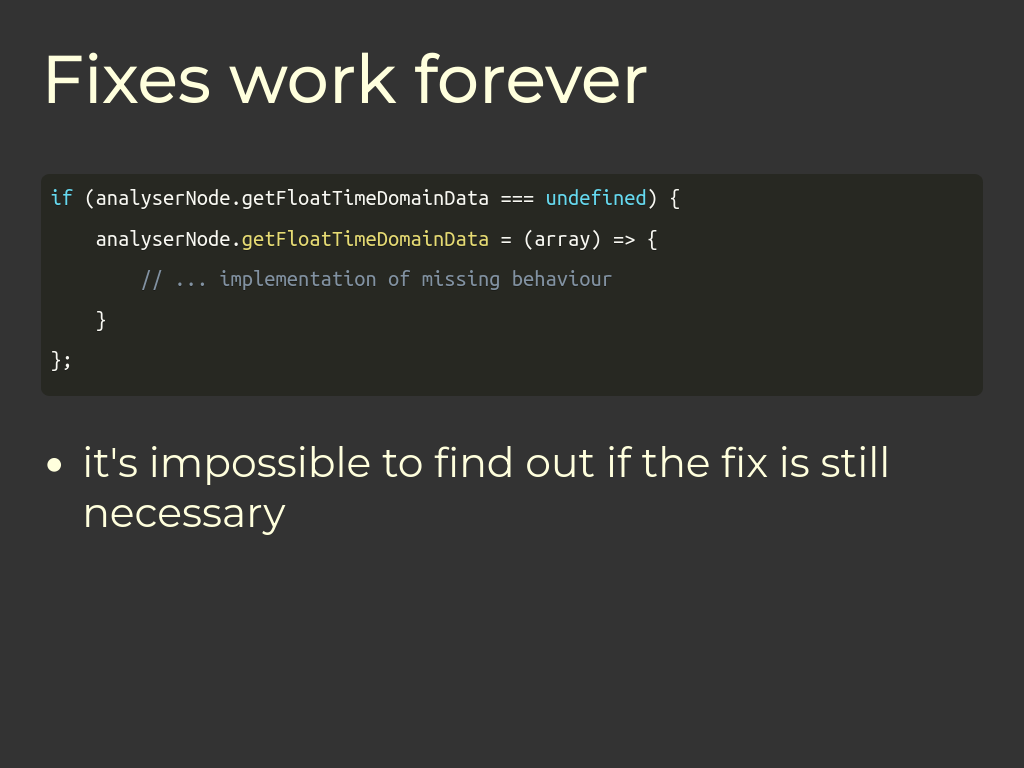 Fixes work forever
if (analyserNode.getFloatTimeDomainData === undefined) {
    analyserNode.getFloatTimeDomainData = (array) => {
        // ... implementation of missing behaviour
    }
};
• it's impossible to find out if the fix is still
necessary